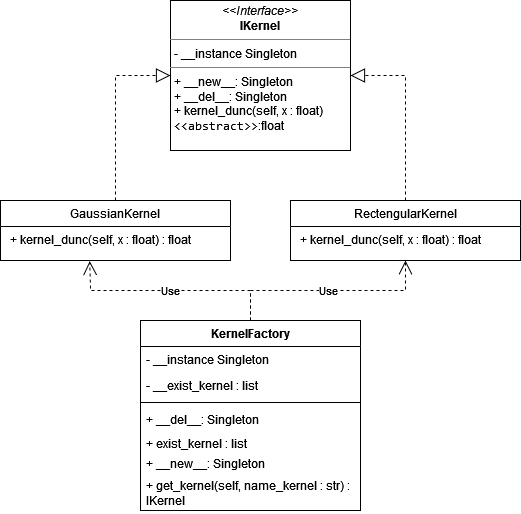 <<Interface>>
IKernel
- __instance Singleton
+ __new__: Singleton
+ __del__: Singleton
+ kernel_dunc(self, x : float)
<<abstract>>:float
GaussianKernel
+ kernel_dunc(self, x : float) : float
RectengularKernel
+ kernel_dunc(self, x : float) : float
Use
Use
KernelFactory
- __instance Singleton
- __exist_kernel : list
+ __del__: Singleton
+ exist_kernel : list
+ __new__: Singleton
+ get_kernel(self, name_kernel : str) :
IKernel